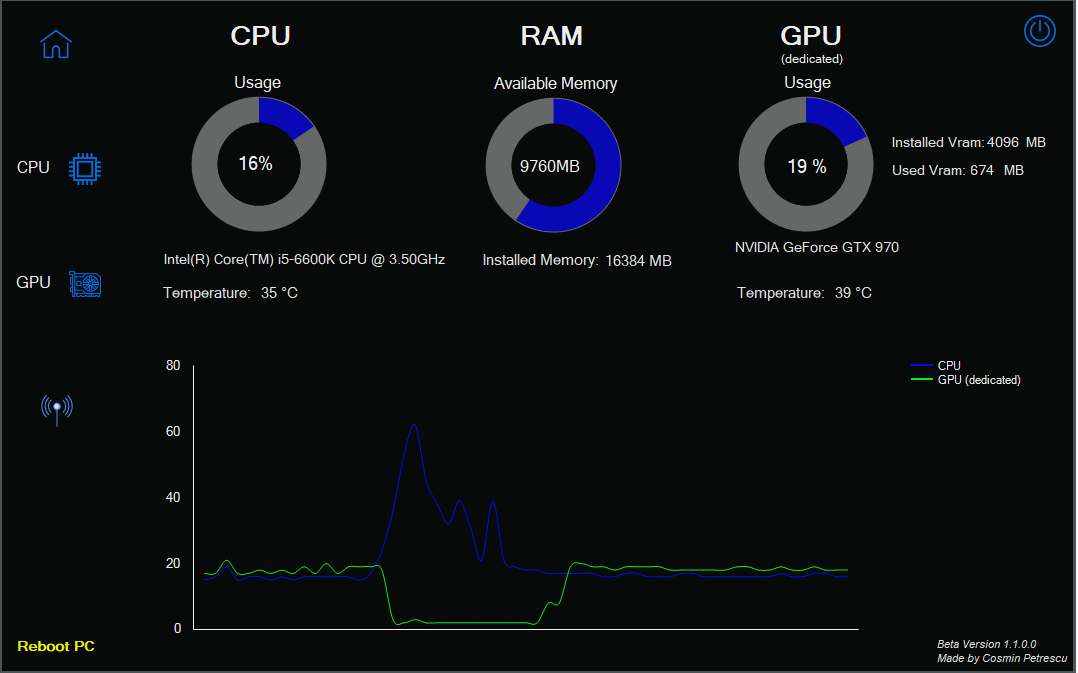 CPU
RAM
GPU
(dedicated)
Usage
Available Memory
Usage
16%
9760MB
19 %
Installed Vram: 4096 MB
Used Vram: 674 MB
CPU
GPU
Intel(R) Core(TM) i5-6600K CPU @ 3.50GHz
Temperature: 35 °C
Installed Memory: 16384 MB
NVIDIA GeForce GTX 970
Temperature: 39 °C
80
60
40
20
0
CPU
GPU (dedicated)
Reboot PC
Beta Version 1.1.0.0
Made by Cosmin Petrescu